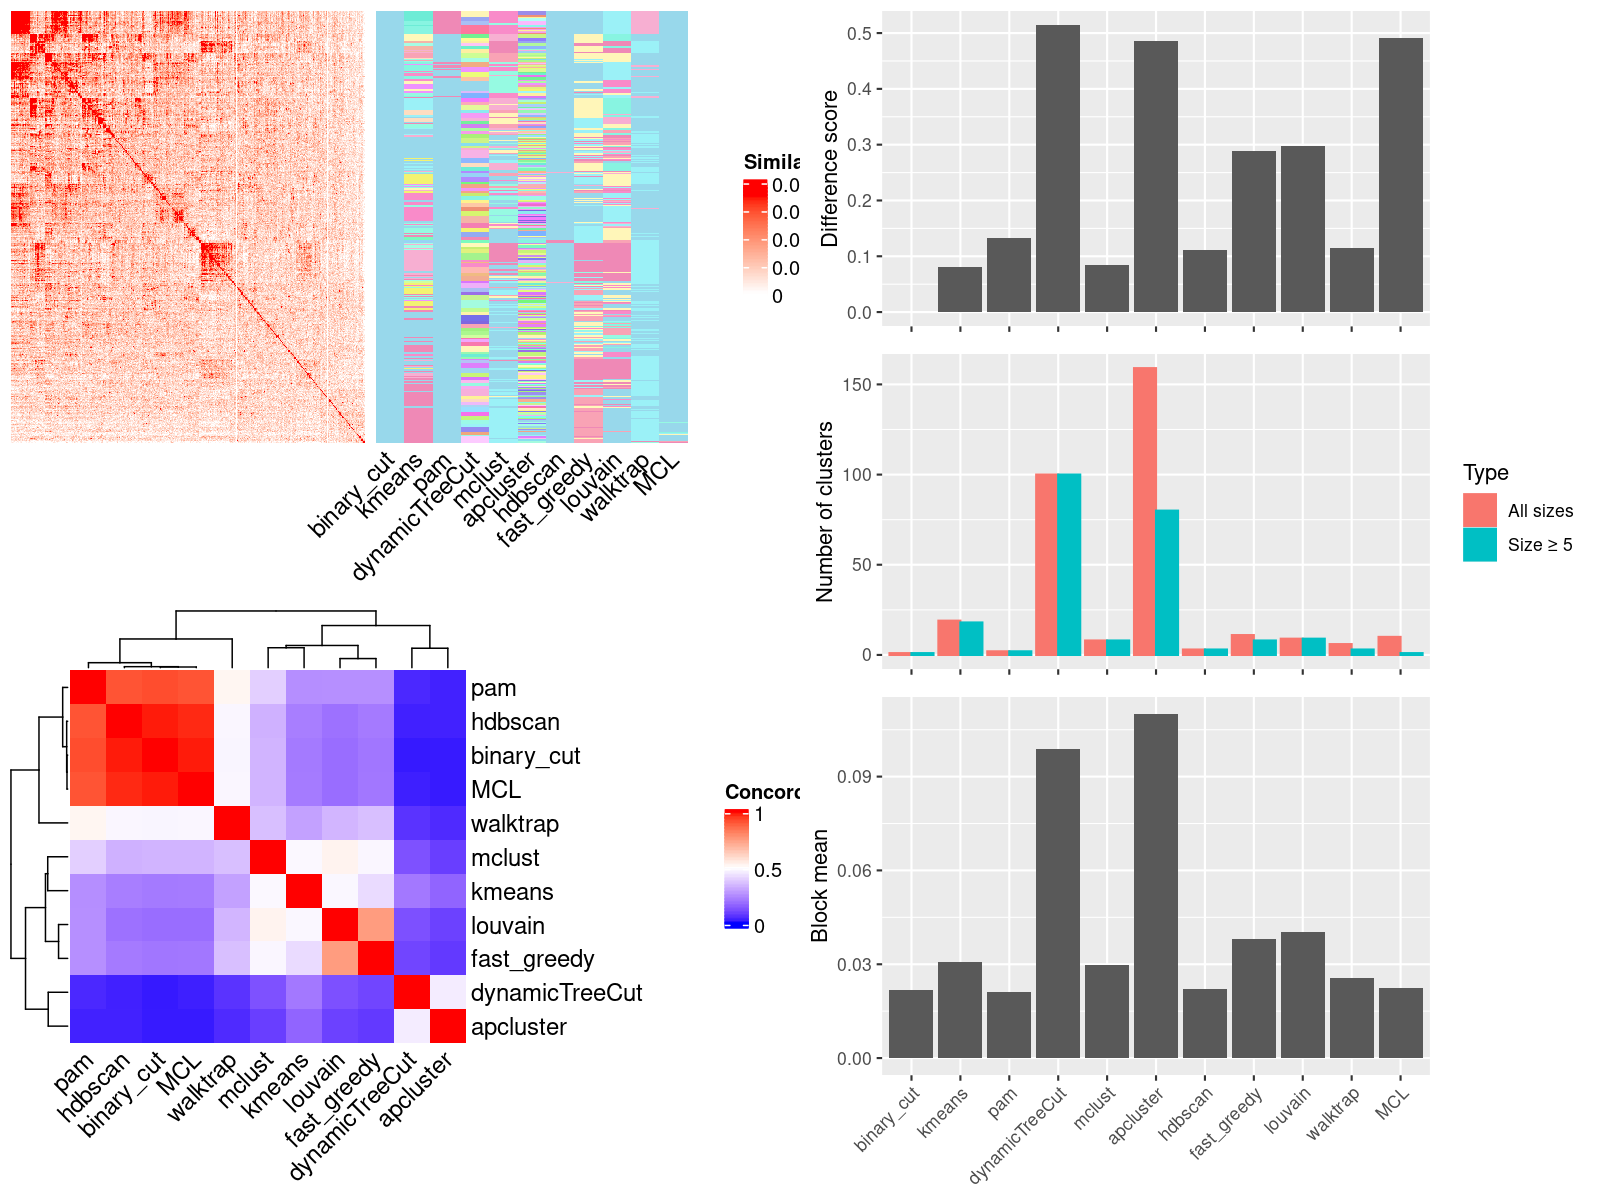 Simila
0.0
0.0
0.0
0.0
0
binary_cut
kmeans
pam
dynamicTreeCut
mclust
apcluster
hdbscan
fast_greedy
louvain
walktrap
MCL
pam
hdbscan
binary_cut
MCL
walktrap
mclust
kmeans
louvain
fast_greedy
dynamicTreeCut
apcluster
pam
hdbscan
binary_cut
MCL
walktrap
mclust
kmeans
louvain
fast_greedy
dynamicTreeCut
apcluster
Concord
1
0.5
0
Difference score
0.5
0.4
0.3
0.2
0.1
0.0
Number of clusters
150
100
50
0
Type
All sizes
Size ≥ 5
Block mean
0.09
0.06
0.03
0.00
binary_cut
kmeans
pam
dynamicTreeCut
mclust
apcluster
hdbscan
fast_greedy
louvain
walktrap
MCL